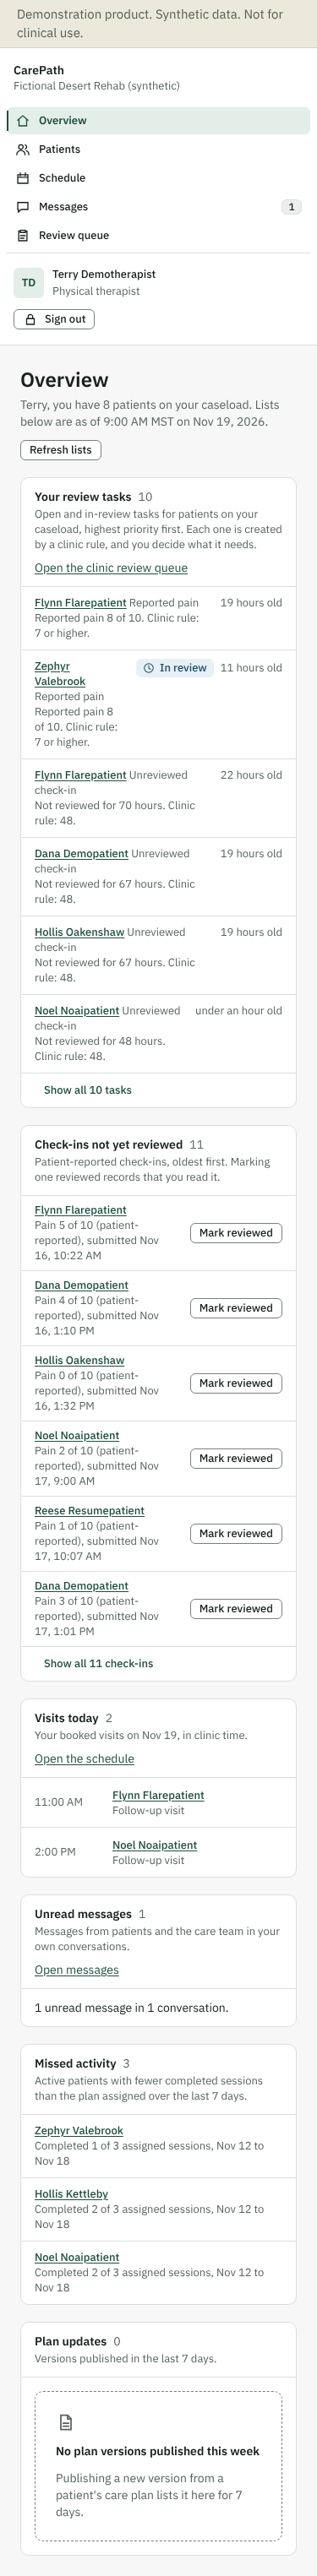 Demonstration product. Synthetic data. Not for
clinical use.
CarePath
Fictional Desert Rehab (synthetic)
Overview
Patients
Schedule
Messages 1
Review queue
TD
Terry Demotherapist
Physical therapist
Sign out
Overview
Terry, you have 8 patients on your caseload. Lists
below are as of 9:00 AM MST on Nov 19, 2026.
Refresh lists
Your review tasks 10
Open and in-review tasks for patients on your
caseload, highest priority first. Each one is created
by a clinic rule, and you decide what it needs.
Open the clinic review queue
Flynn Flarepatient Reported pain 19 hours old
Reported pain 8 of 10. Clinic rule:
7 or higher.
Zephyr In review 11 hours old
Valebrook
Reported pain
Reported pain 8
of 10. Clinic rule:
7 or higher.
Flynn Flarepatient Unreviewed 22 hours old
check-in
Not reviewed for 70 hours. Clinic
rule: 48.
Dana Demopatient Unreviewed 19 hours old
check-in
Not reviewed for 67 hours. Clinic
rule: 48.
Hollis Oakenshaw Unreviewed 19 hours old
check-in
Not reviewed for 67 hours. Clinic
rule: 48.
Noel Noaipatient Unreviewed under an hour old
check-in
Not reviewed for 48 hours.
Clinic rule: 48.
Show all 10 tasks
Check-ins not yet reviewed 11
Patient-reported check-ins, oldest first. Marking
one reviewed records that you read it.
Flynn Flarepatient
Pain 5 of 10 (patient-
reported), submitted Nov
16, 10:22 AM
Mark reviewed
Dana Demopatient
Pain 4 of 10 (patient-
reported), submitted Nov
16, 1:10 PM
Mark reviewed
Hollis Oakenshaw
Pain 0 of 10 (patient-
reported), submitted Nov
16, 1:32 PM
Mark reviewed
Noel Noaipatient
Pain 2 of 10 (patient-
reported), submitted Nov
17, 9:00 AM
Mark reviewed
Reese Resumepatient
Pain 1 of 10 (patient-
reported), submitted Nov
17, 10:07 AM
Mark reviewed
Dana Demopatient
Pain 3 of 10 (patient-
reported), submitted Nov
17, 1:01 PM
Mark reviewed
Show all 11 check-ins
Visits today 2
Your booked visits on Nov 19, in clinic time.
Open the schedule
11:00 AM
Flynn Flarepatient
Follow-up visit
2:00 PM
Noel Noaipatient
Follow-up visit
Unread messages 1
Messages from patients and the care team in your
own conversations.
Open messages
1 unread message in 1 conversation.
Missed activity 3
Active patients with fewer completed sessions
than the plan assigned over the last 7 days.
Zephyr Valebrook
Completed 1 of 3 assigned sessions, Nov 12 to
Nov 18
Hollis Kettleby
Completed 2 of 3 assigned sessions, Nov 12 to
Nov 18
Noel Noaipatient
Completed 2 of 3 assigned sessions, Nov 12 to
Nov 18
Plan updates 0
Versions published in the last 7 days.
No plan versions published this week
Publishing a new version from a
patient's care plan lists it here for 7
days.